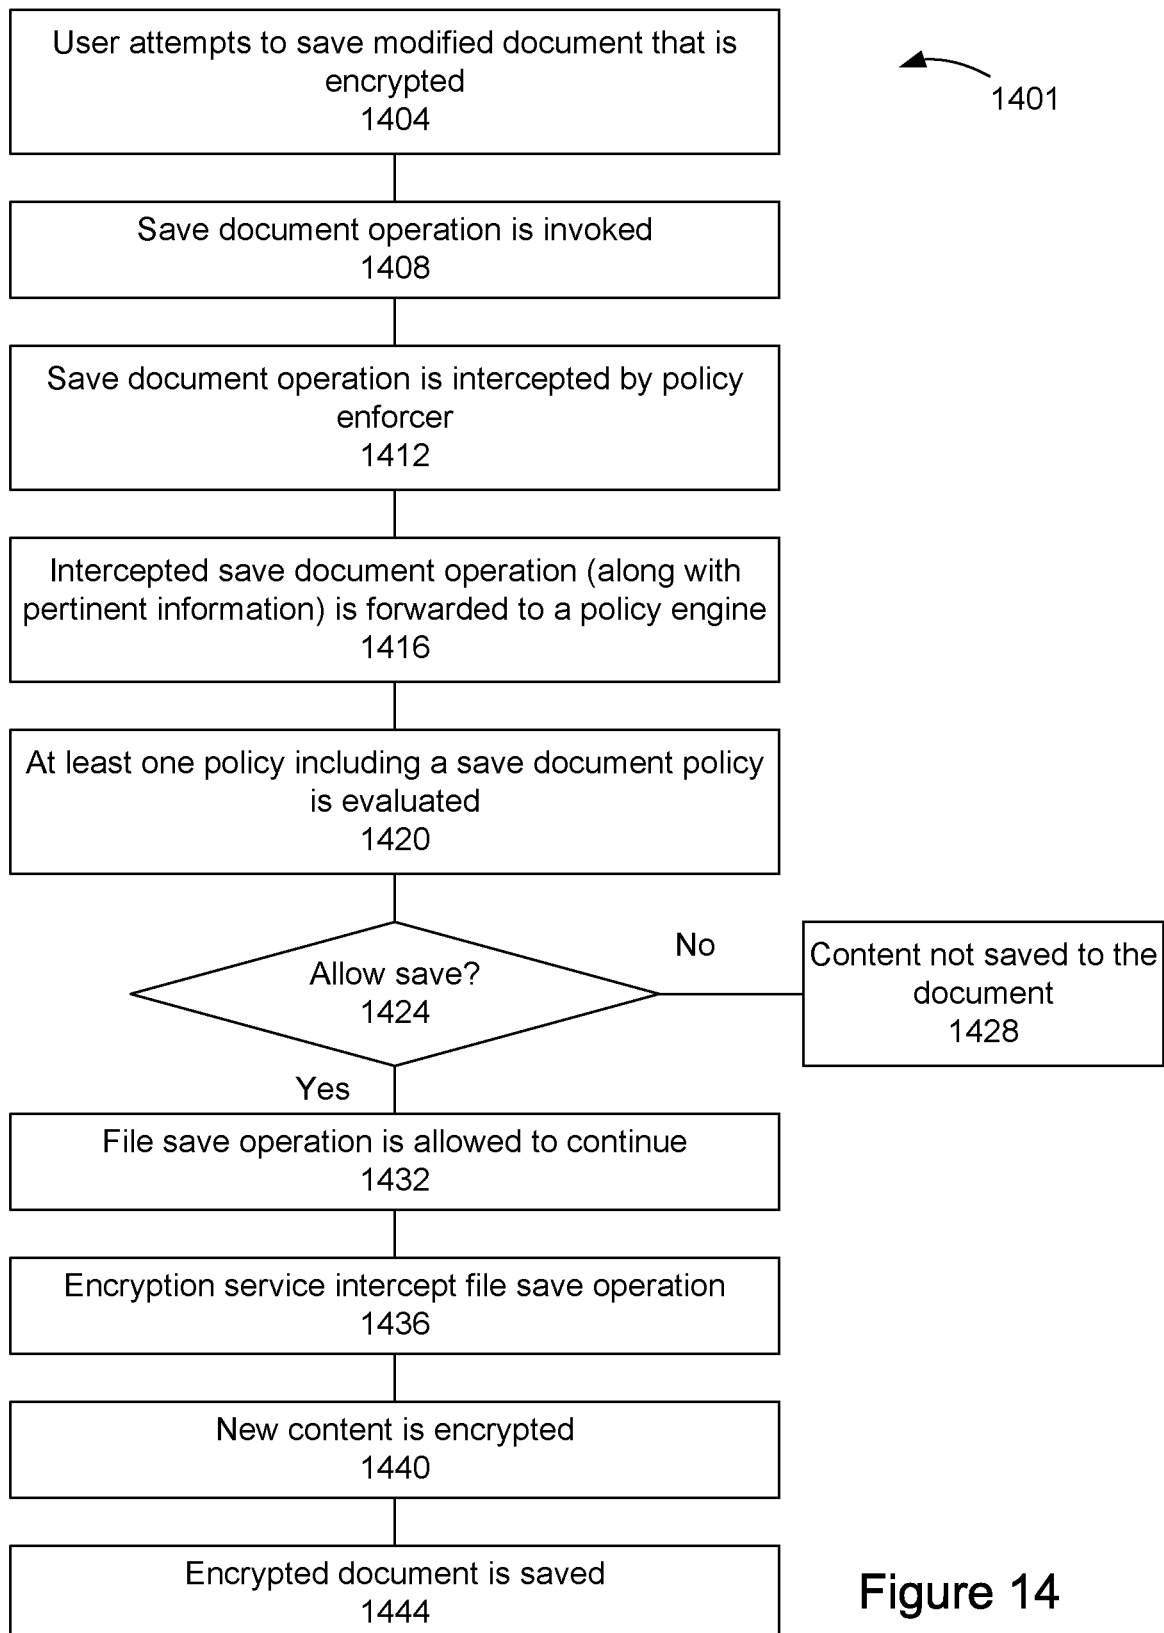 User attempts to save modified document that is
encrypted
1404
1401
Save document operation is invoked
1408
Save document operation is intercepted by policy
enforcer
1412
Intercepted save document operation (along with
pertinent information) is forwarded to a policy engine
1416
At least one policy including a save document policy
is evaluated
1420
Allow save?
1424
No
Content not saved to the
document
1428
Yes
File save operation is allowed to continue
1432
Encryption service intercept file save operation
1436
New content is encrypted
1440
Encrypted document is saved
1444
Figure 14